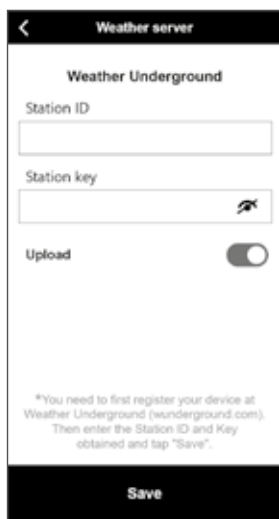 Weather server
Weather Underground
Station ID
Station key
Upload
*You need to first register your device at
Weather Underground (wunderground.com).
Then enter the Station ID and Key
obtained and tap "Save".
Save